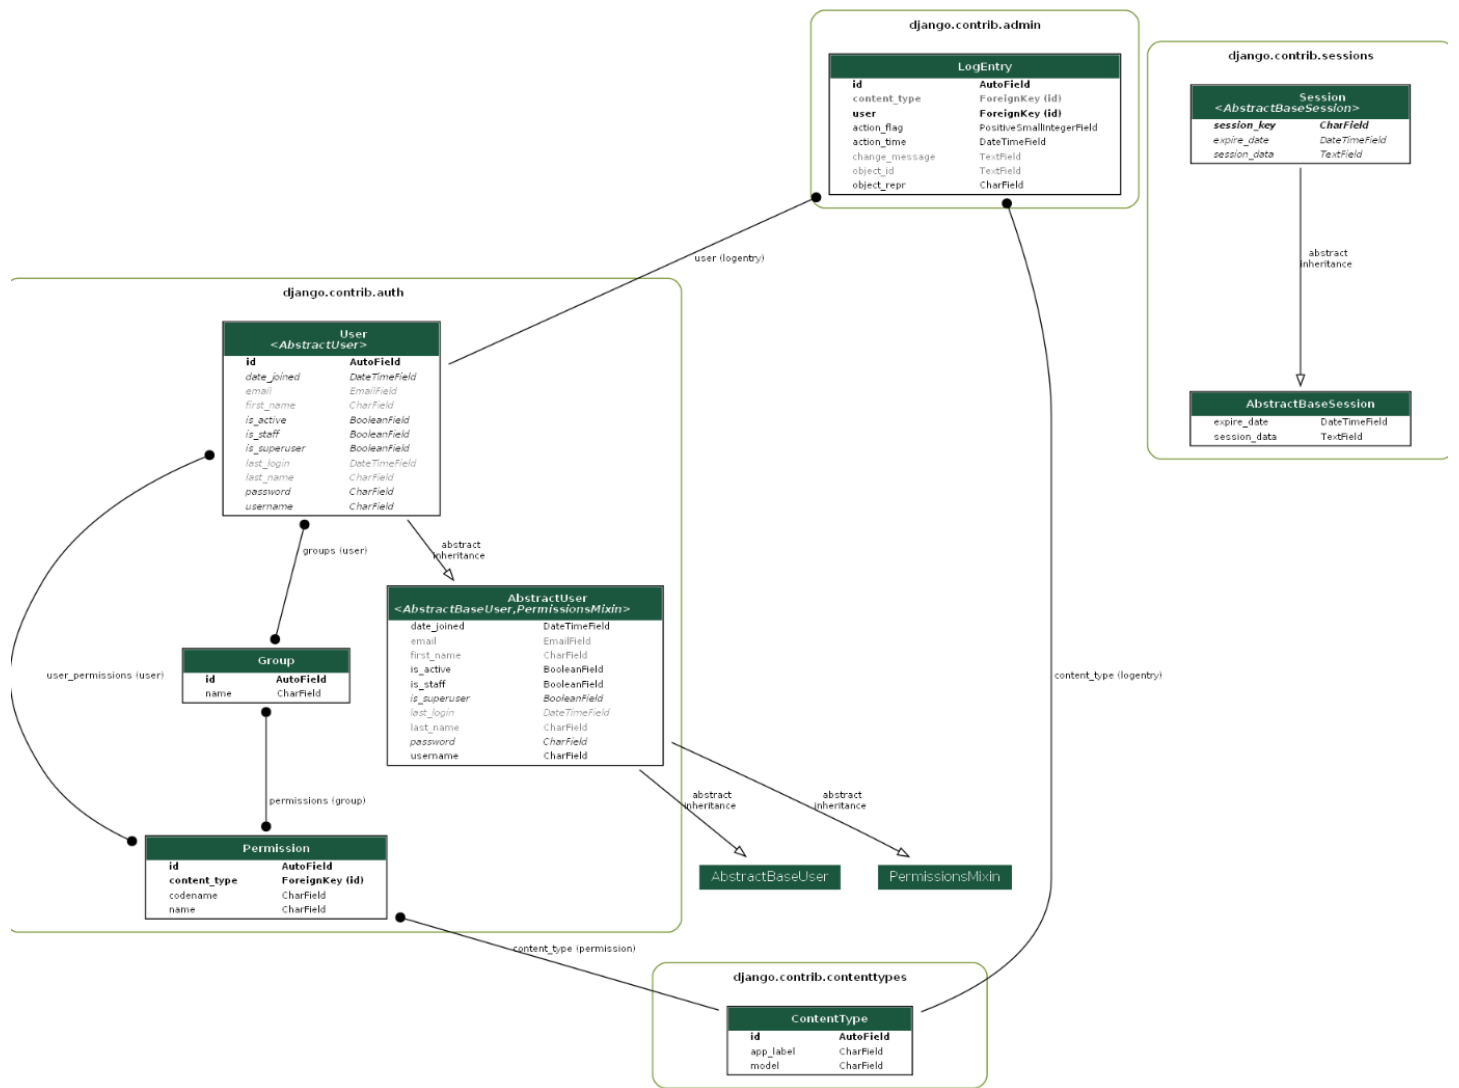 django.contrib.admin
LogEntry
id AutoField
content_type ForeignKey (id)
user ForeignKey (id)
action_flag PositiveSmallIntegerField
action_time DateTimeField
change_message TextField
object_id TextField
object_repr CharField
django.contrib.sessions
Session
<AbstractBaseSession>
session_key CharField
expire_date DateTimeField
session_data TextField
abstract
inheritance
AbstractBaseSession
expire_date DateTimeField
session_data TextField
user (logentry)
django.contrib.auth
User
<AbstractUser>
id AutoField
date_joined DateTimeField
email EmailField
first_name CharField
is_active BooleanField
is_staff BooleanField
is_superuser BooleanField
last_login DateTimeField
last_name CharField
password CharField
username CharField
groups (user)
abstract
inheritance
AbstractUser
<AbstractBaseUser,PermissionsMixin>
date_joined DateTimeField
email EmailField
first_name CharField
is_active BooleanField
is_staff BooleanField
is_superuser BooleanField
last_login DateTimeField
last_name CharField
password CharField
username CharField
Group
id AutoField
name CharField
user_permissions (user)
content_type (logentry)
permissions (group)
abstract
inheritance
abstract
inheritance
Permission
id AutoField
content_type ForeignKey (id)
codename CharField
name CharField
AbstractBaseUser
PermissionsMixin
content_type (permission)
django.contrib.contenttypes
ContentType
id AutoField
app_label CharField
model CharField